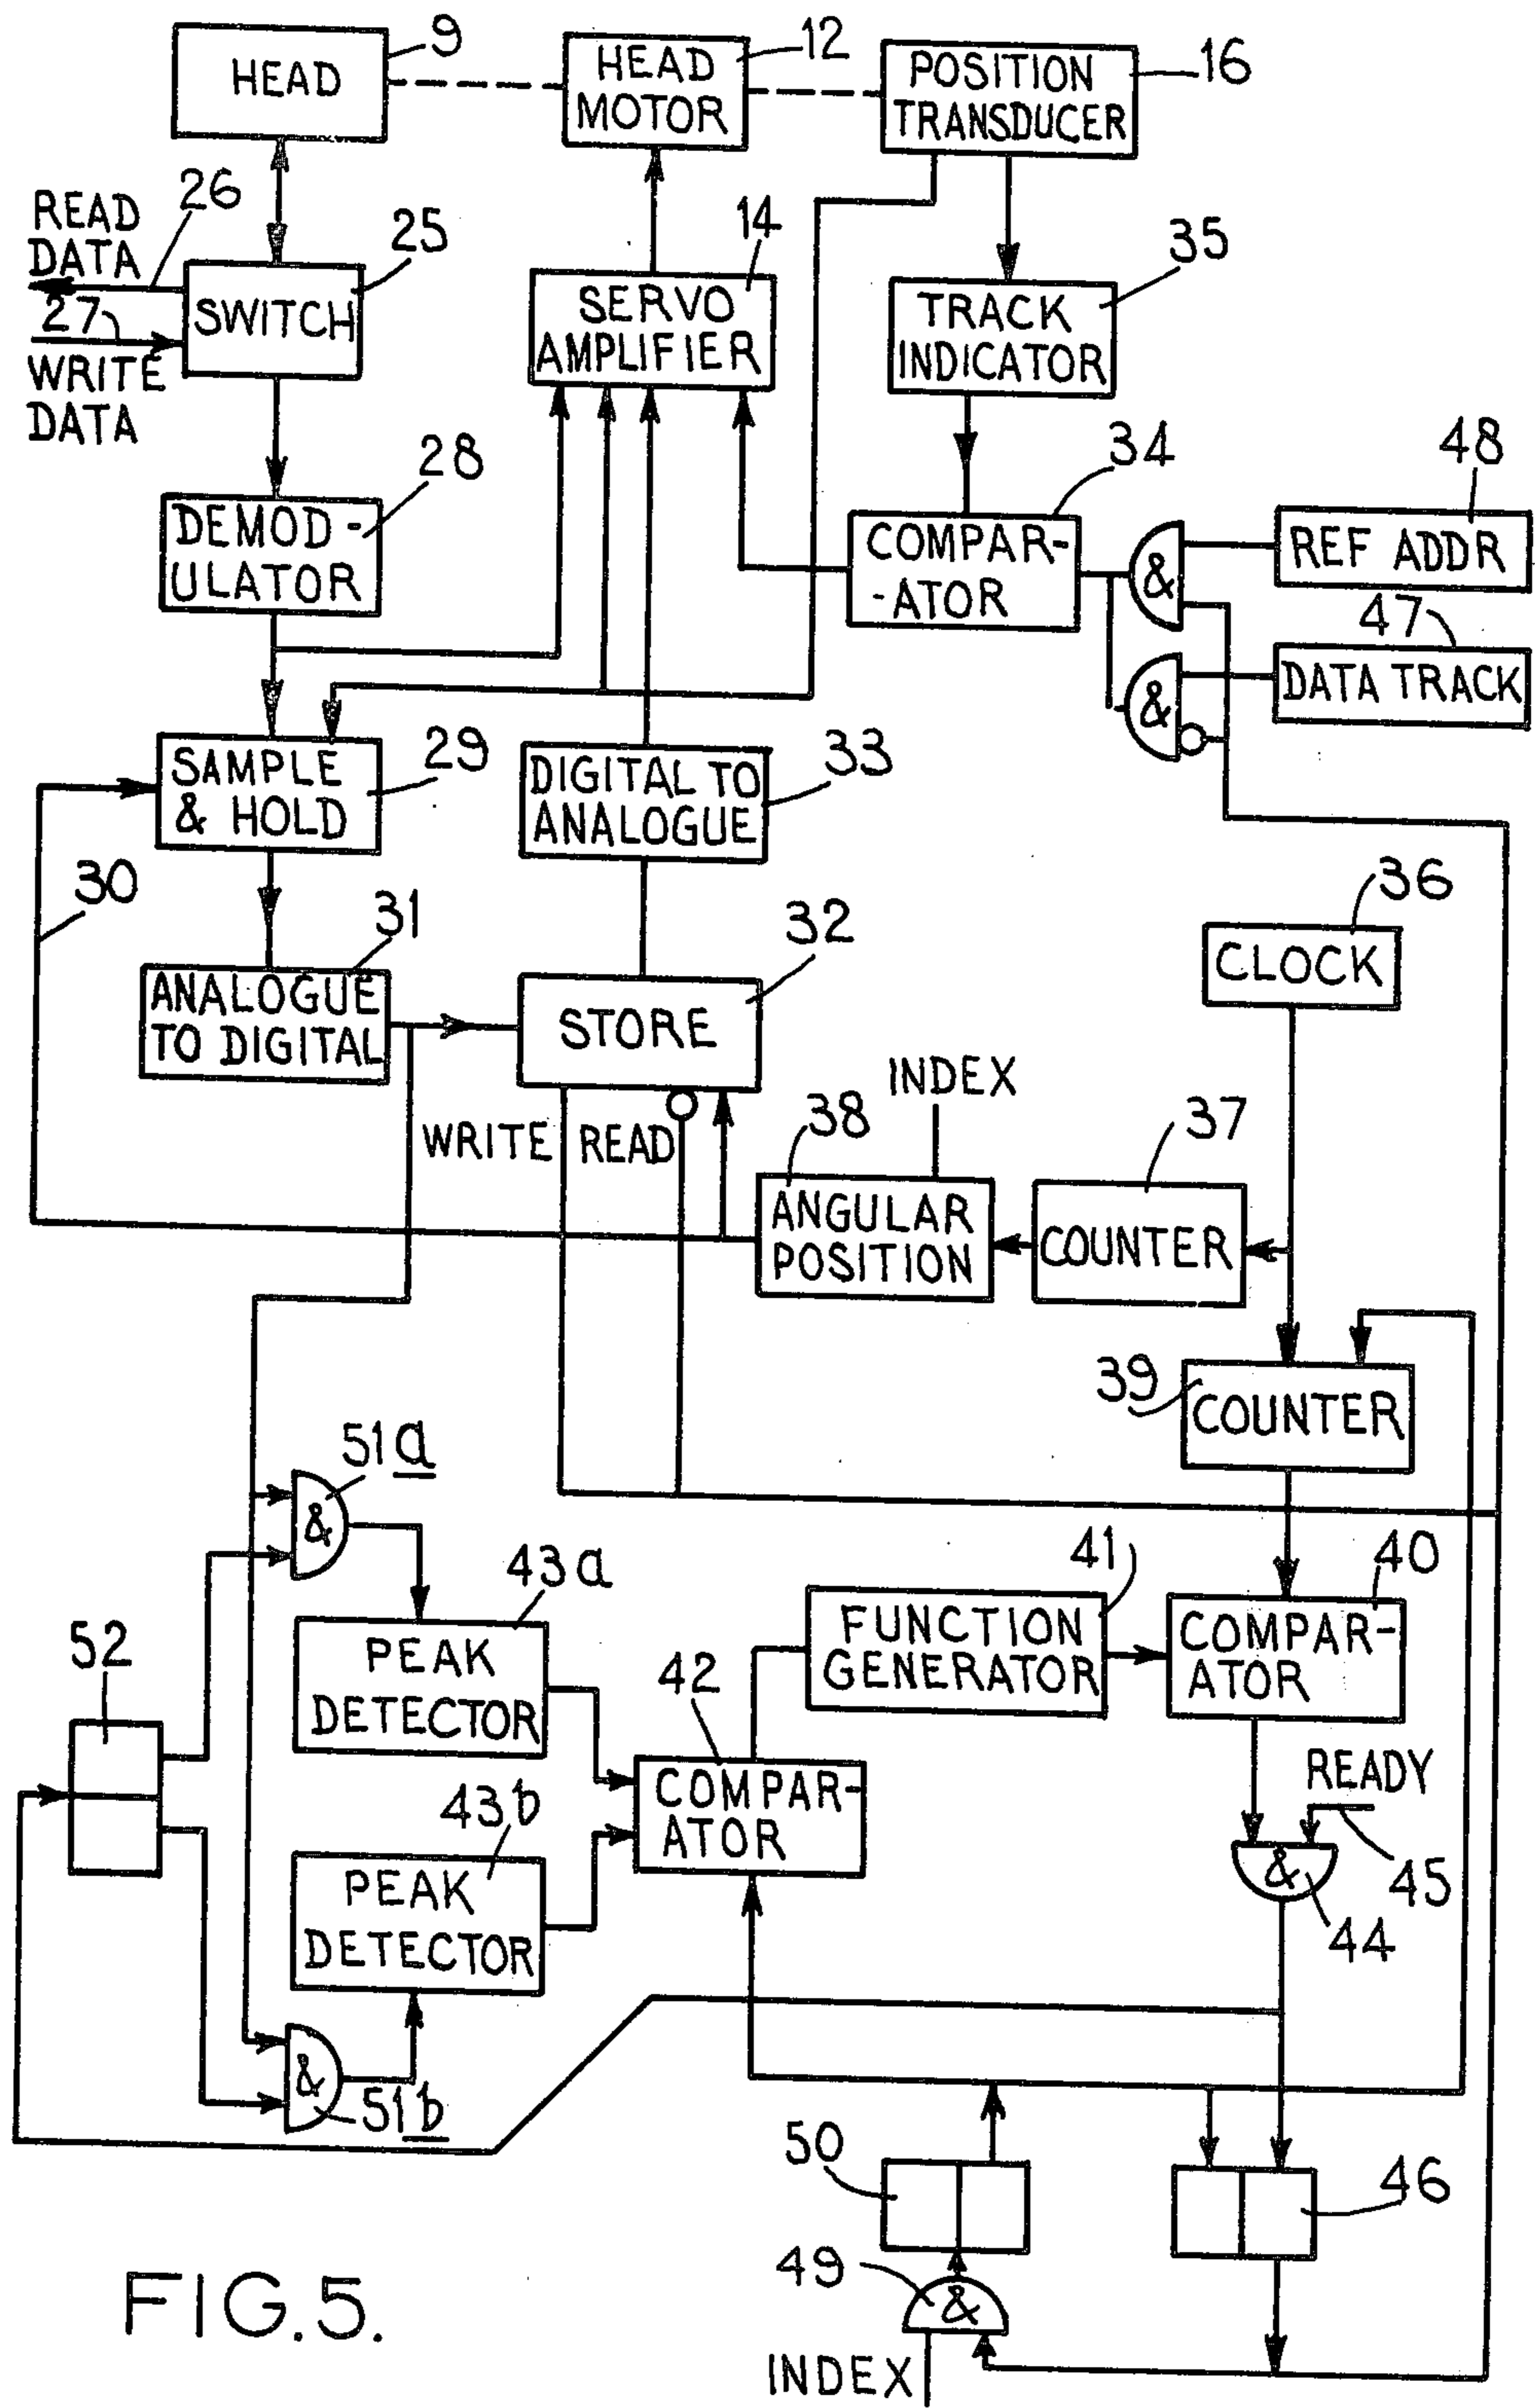 9
HEAD
12
HEAD
MOTOR
16
POSITION
TRANSDUCER
26
READ
DATA
25
SWITCH
27
WRITE
DATA
14
SERVO
AMPLIFIER
35
TRACK
INDICATOR
28
DEMOD-
ULATOR
34
COMPAR-
-ATOR
&
48
REF ADDR
47
DATA TRACK
&
29
SAMPLE
& HOLD
33
DIGITAL TO
ANALOGUE
30
31
ANALOGUE
TO DIGITAL
32
STORE
36
CLOCK
WRITE
READ
INDEX
38
ANGULAR
POSITION
37
COUNTER
39
COUNTER
51a
&
43a
PEAK
DETECTOR
41
FUNCTION
GENERATOR
40
COMPAR-
ATOR
52
42
COMPAR-
ATOR
READY
45
&
44
43b
PEAK
DETECTOR
&
51b
50
46
49
&
INDEX
FIG.5.